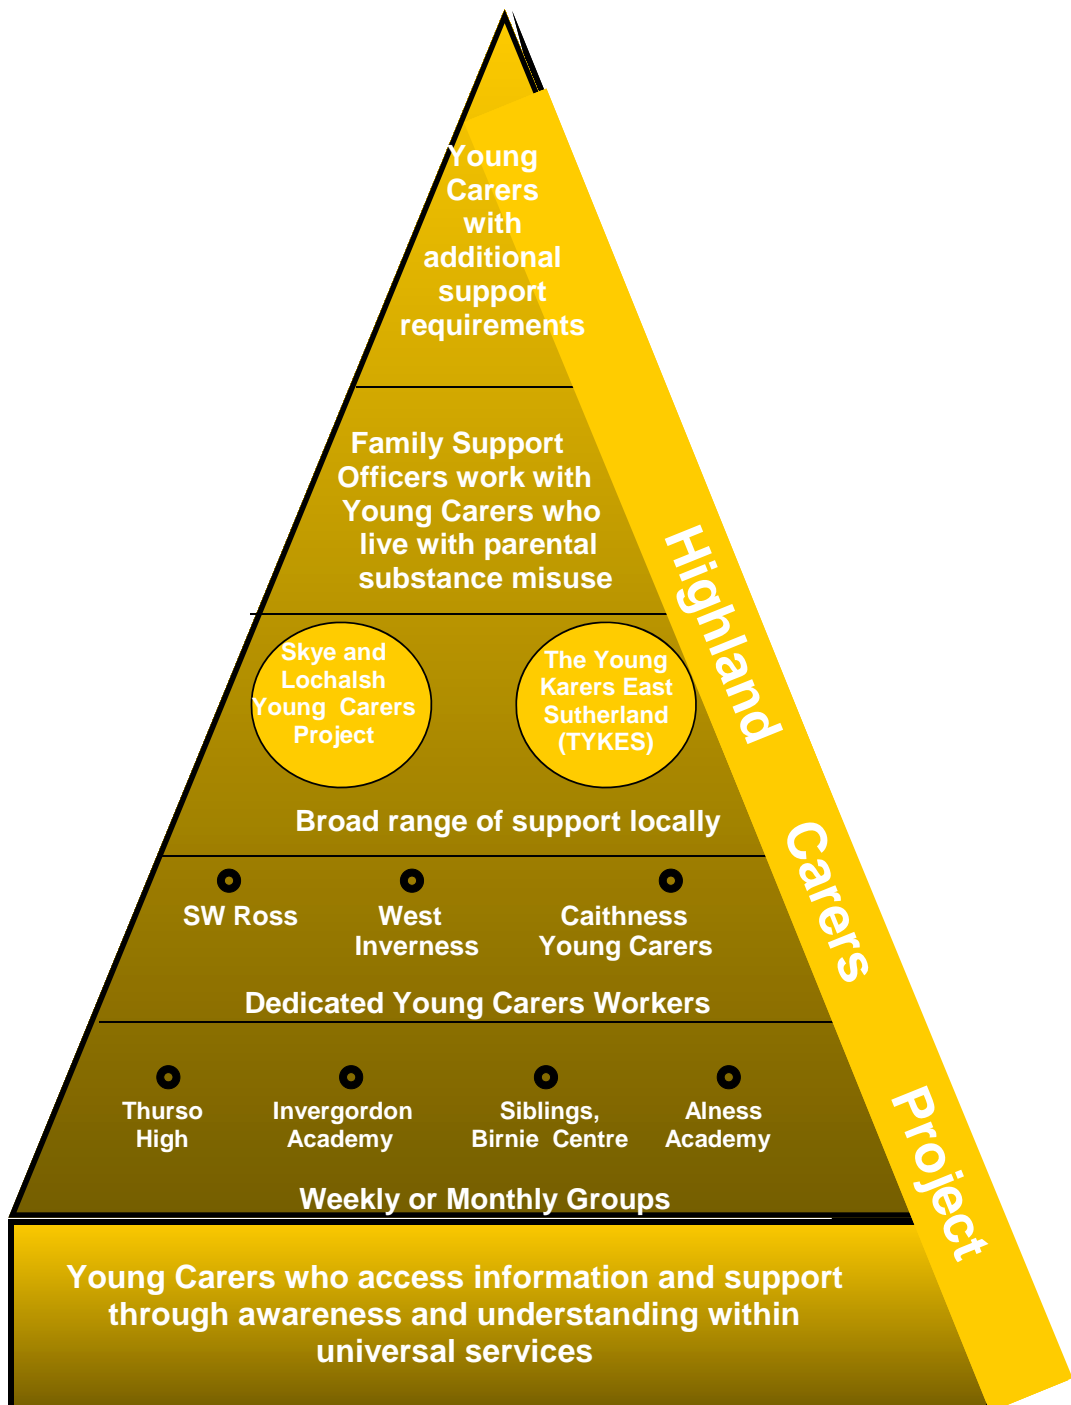 Young
Carers
with
additional
support
requirements
Family Support
Officers work with
Young Carers who
live with parental
substance misuse
Skye and
Lochalsh
Young Carers
Project
The Young
Karers East
Sutherland
(TYKES)
Broad range of support locally
SW Ross
West
Inverness
Caithness
Young Carers
Dedicated Young Carers Workers
Thurso
High
Invergordon
Academy
Siblings,
Birnie Centre
Alness
Academy
Weekly or Monthly Groups
Young Carers who access information and support
through awareness and understanding within
universal services
Highland Carers Project